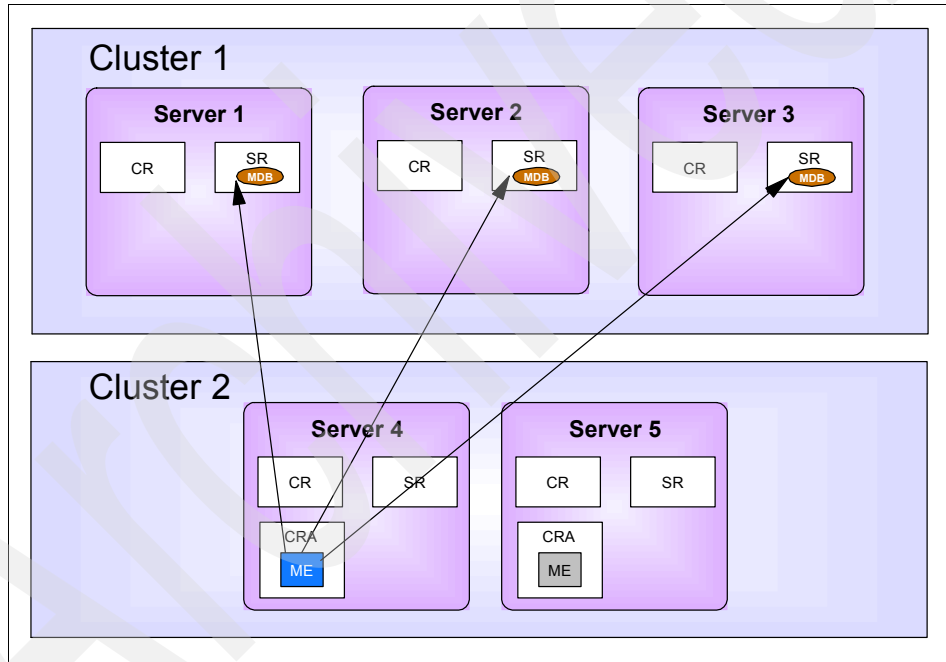 Cluster 1
Server 1
Server 2
Server 3
CR
SR
MDB
CR
SR
MDB
CR
SR
MDB
Cluster 2
Server 4
Server 5
CR
SR
CR
SR
CRA
ME
CRA
ME